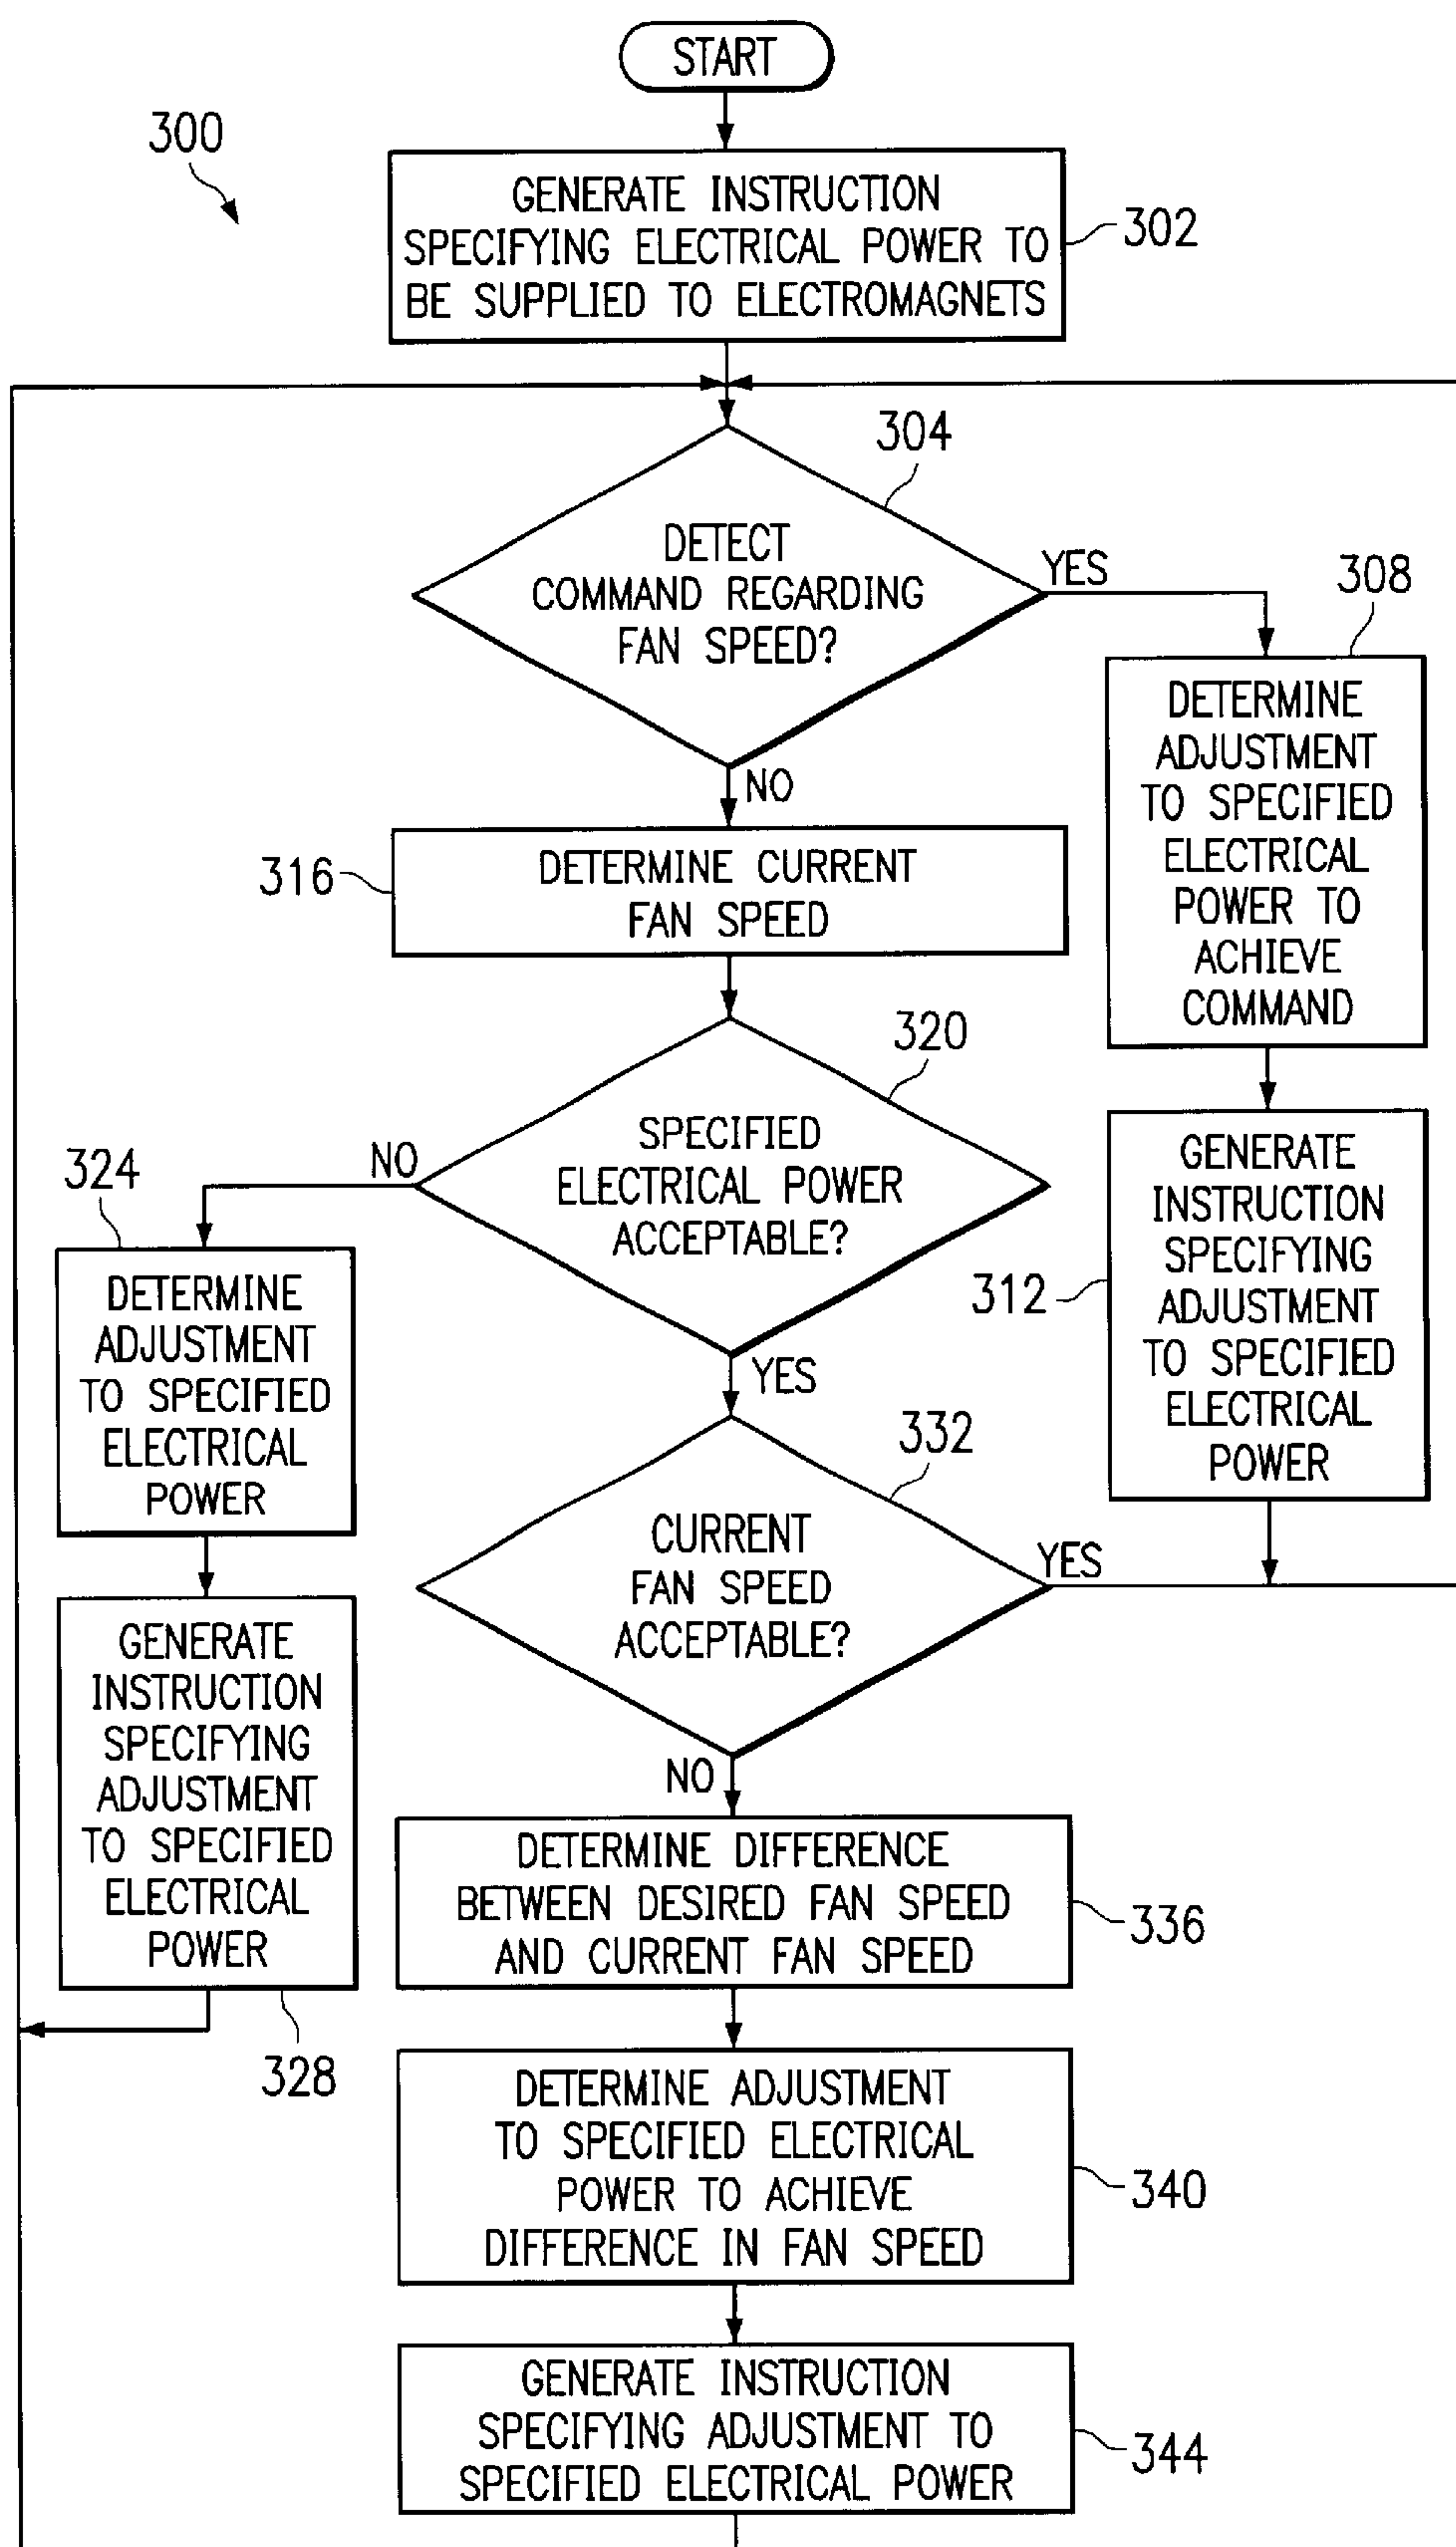 START
300
GENERATE INSTRUCTION
SPECIFYING ELECTRICAL POWER TO
BE SUPPLIED TO ELECTROMAGNETS
302
304
DETECT
COMMAND REGARDING
FAN SPEED?
YES
NO
308
DETERMINE
ADJUSTMENT
TO SPECIFIED
ELECTRICAL
POWER TO
ACHIEVE
COMMAND
312
GENERATE
INSTRUCTION
SPECIFYING
ADJUSTMENT
TO SPECIFIED
ELECTRICAL
POWER
316
DETERMINE CURRENT
FAN SPEED
320
SPECIFIED
ELECTRICAL POWER
ACCEPTABLE?
NO
YES
324
DETERMINE
ADJUSTMENT
TO SPECIFIED
ELECTRICAL
POWER
GENERATE
INSTRUCTION
SPECIFYING
ADJUSTMENT
TO SPECIFIED
ELECTRICAL
POWER
328
332
CURRENT
FAN SPEED
ACCEPTABLE?
YES
NO
DETERMINE DIFFERENCE
BETWEEN DESIRED FAN SPEED
AND CURRENT FAN SPEED
336
DETERMINE ADJUSTMENT
TO SPECIFIED ELECTRICAL
POWER TO ACHIEVE
DIFFERENCE IN FAN SPEED
340
GENERATE INSTRUCTION
SPECIFYING ADJUSTMENT TO
SPECIFIED ELECTRICAL POWER
344